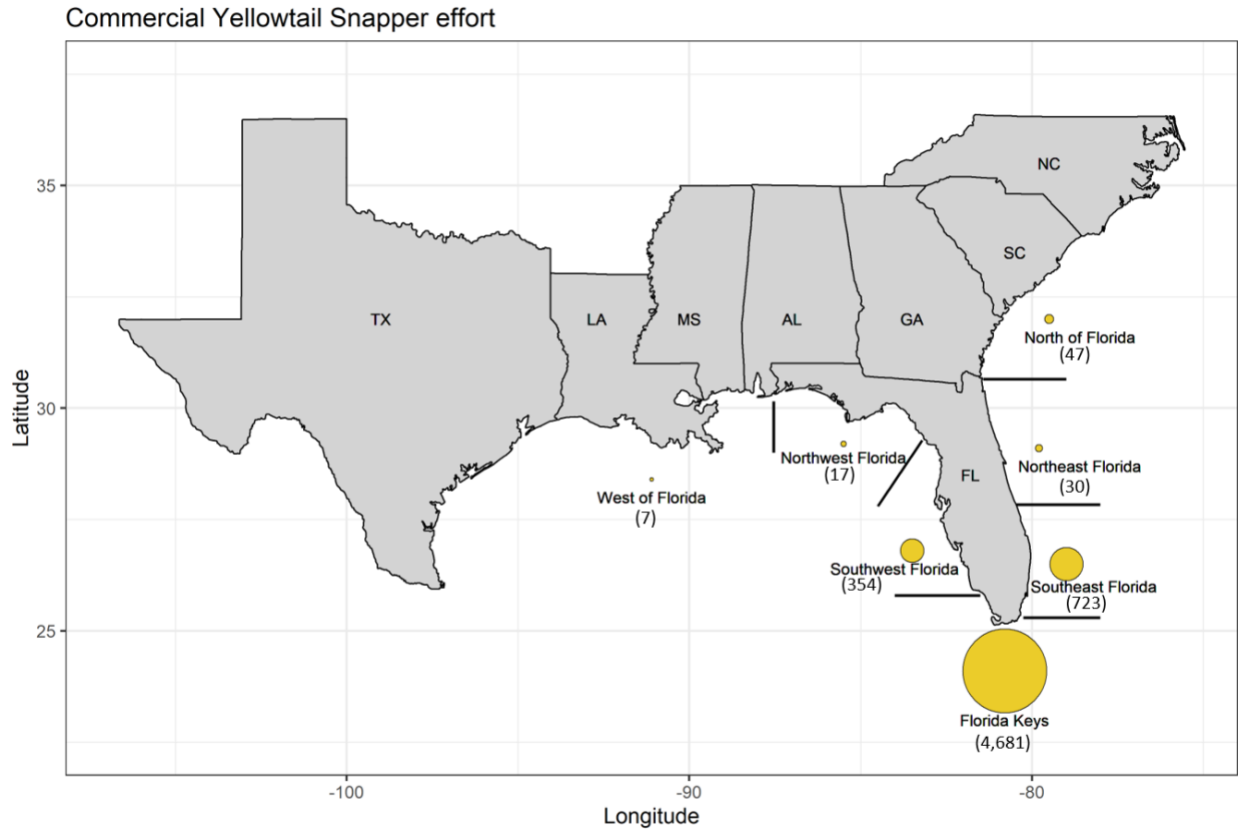 Commercial Yellowtail Snapper effort
Latitude
35
30
25
NC
SC
TX
LA
MS
AL
GA
FL
North of Florida
(47)
Northwest Florida
(17)
Northeast Florida
(30)
West of Florida
(7)
Southwest Florida
(354)
Southeast Florida
(723)
Florida Keys
(4,681)
-100
-90
-80
Longitude